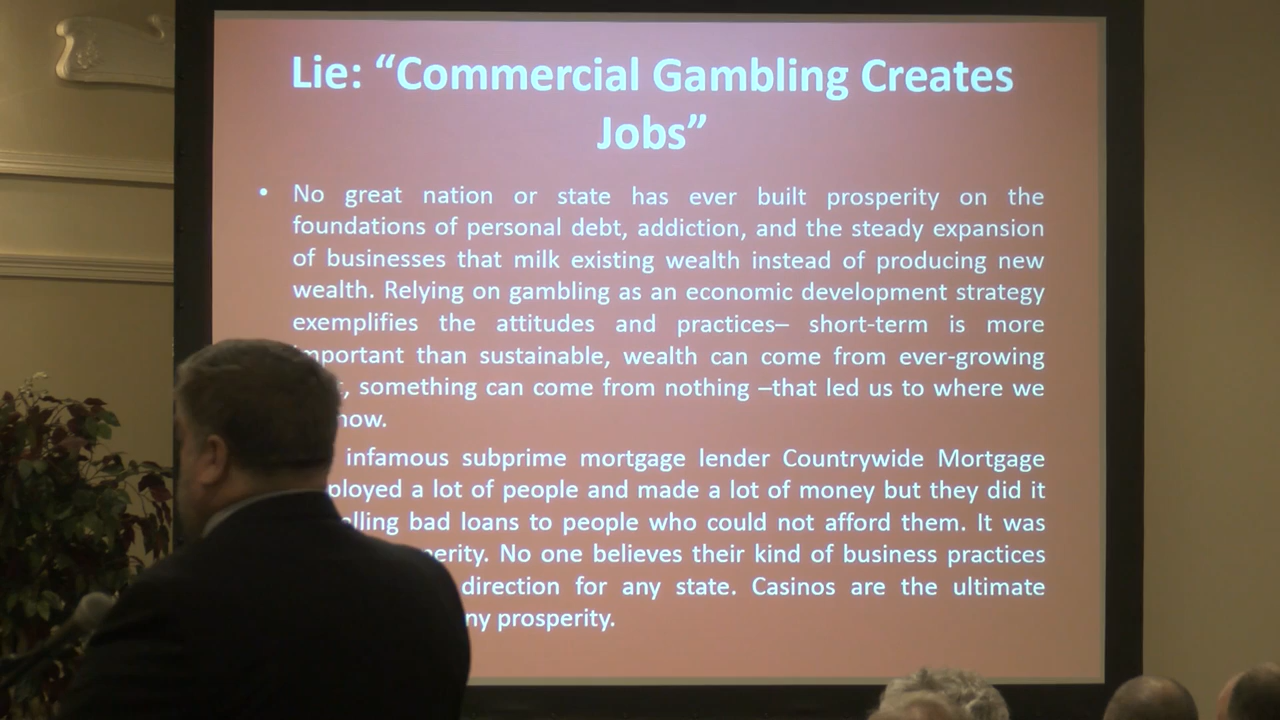 Lie: “Commercial Gambling Creates
Jobs”
• No great nation or state has ever built prosperity on the
foundations of personal debt, addiction, and the steady expansion
of businesses that milk existing wealth instead of producing new
wealth. Relying on gambling as an economic development strategy
exemplifies the attitudes and practices– short-term is more
important than sustainable, wealth can come from ever-growing
, something can come from nothing –that led us to where we
now.
infamous subprime mortgage lender Countrywide Mortgage
ployed a lot of people and made a lot of money but they did it
elling bad loans to people who could not afford them. It was
erity. No one believes their kind of business practices
direction for any state. Casinos are the ultimate
ny prosperity.